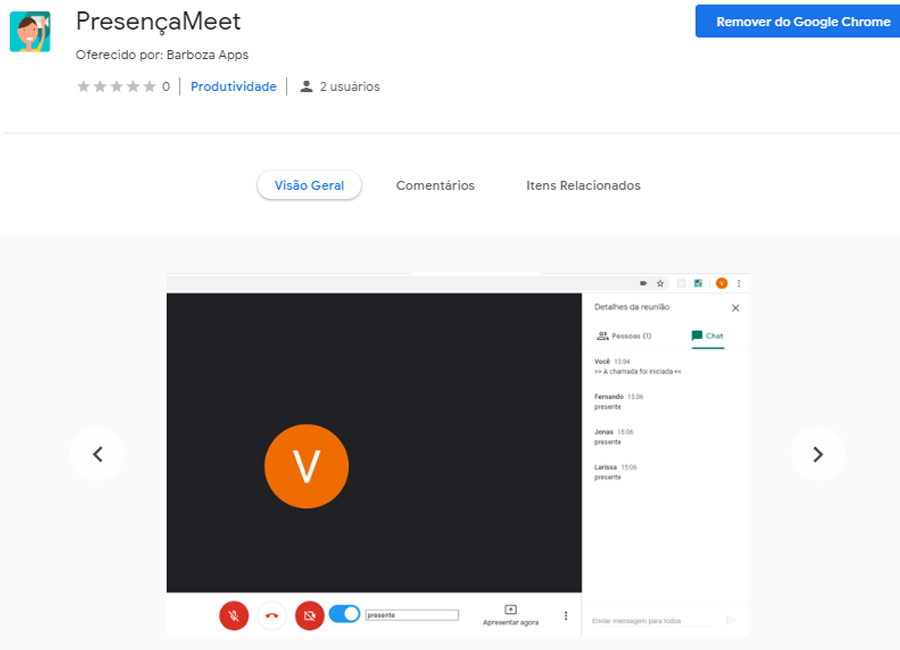 PresençaMeet
Remover do Google Chrome
Oferecido por: Barboza Apps
0 Produtividade 2 usuários
Visão Geral Comentários Itens Relacionados
V
Detalhes da reunião
Pessoas (1) Chat
Você 15:04
>> A chamada foi iniciada <<
Fernando 15:06
presente
Jonas 15:06
presente
Larissa 15:06
presente
V
presente
Apresentar agora
Enviar mensagem para todos